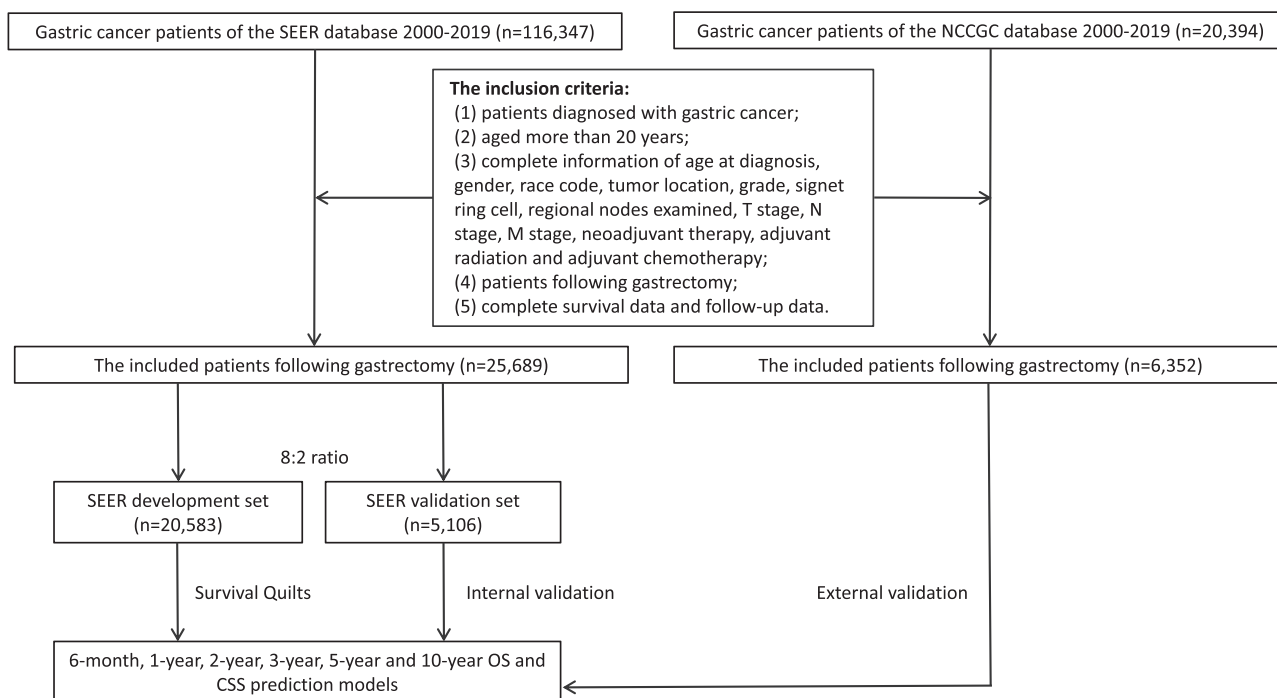 Gastric cancer patients of the SEER database 2000-2019 (n=116,347)
Gastric cancer patients of the NCCGC database 2000-2019 (n=20,394)
The inclusion criteria:
(1) patients diagnosed with gastric cancer;
(2) aged more than 20 years;
(3) complete information of age at diagnosis,
gender, race code, tumor location, grade, signet
ring cell, regional nodes examined, T stage, N
stage, M stage, neoadjuvant therapy, adjuvant
radiation and adjuvant chemotherapy;
(4) patients following gastrectomy;
(5) complete survival data and follow-up data.
The included patients following gastrectomy (n=25,689)
The included patients following gastrectomy (n=6,352)
8:2 ratio
SEER development set
(n=20,583)
SEER validation set
(n=5,106)
Survival Quilts
Internal validation
External validation
6-month, 1-year, 2-year, 3-year, 5-year and 10-year OS and
CSS prediction models